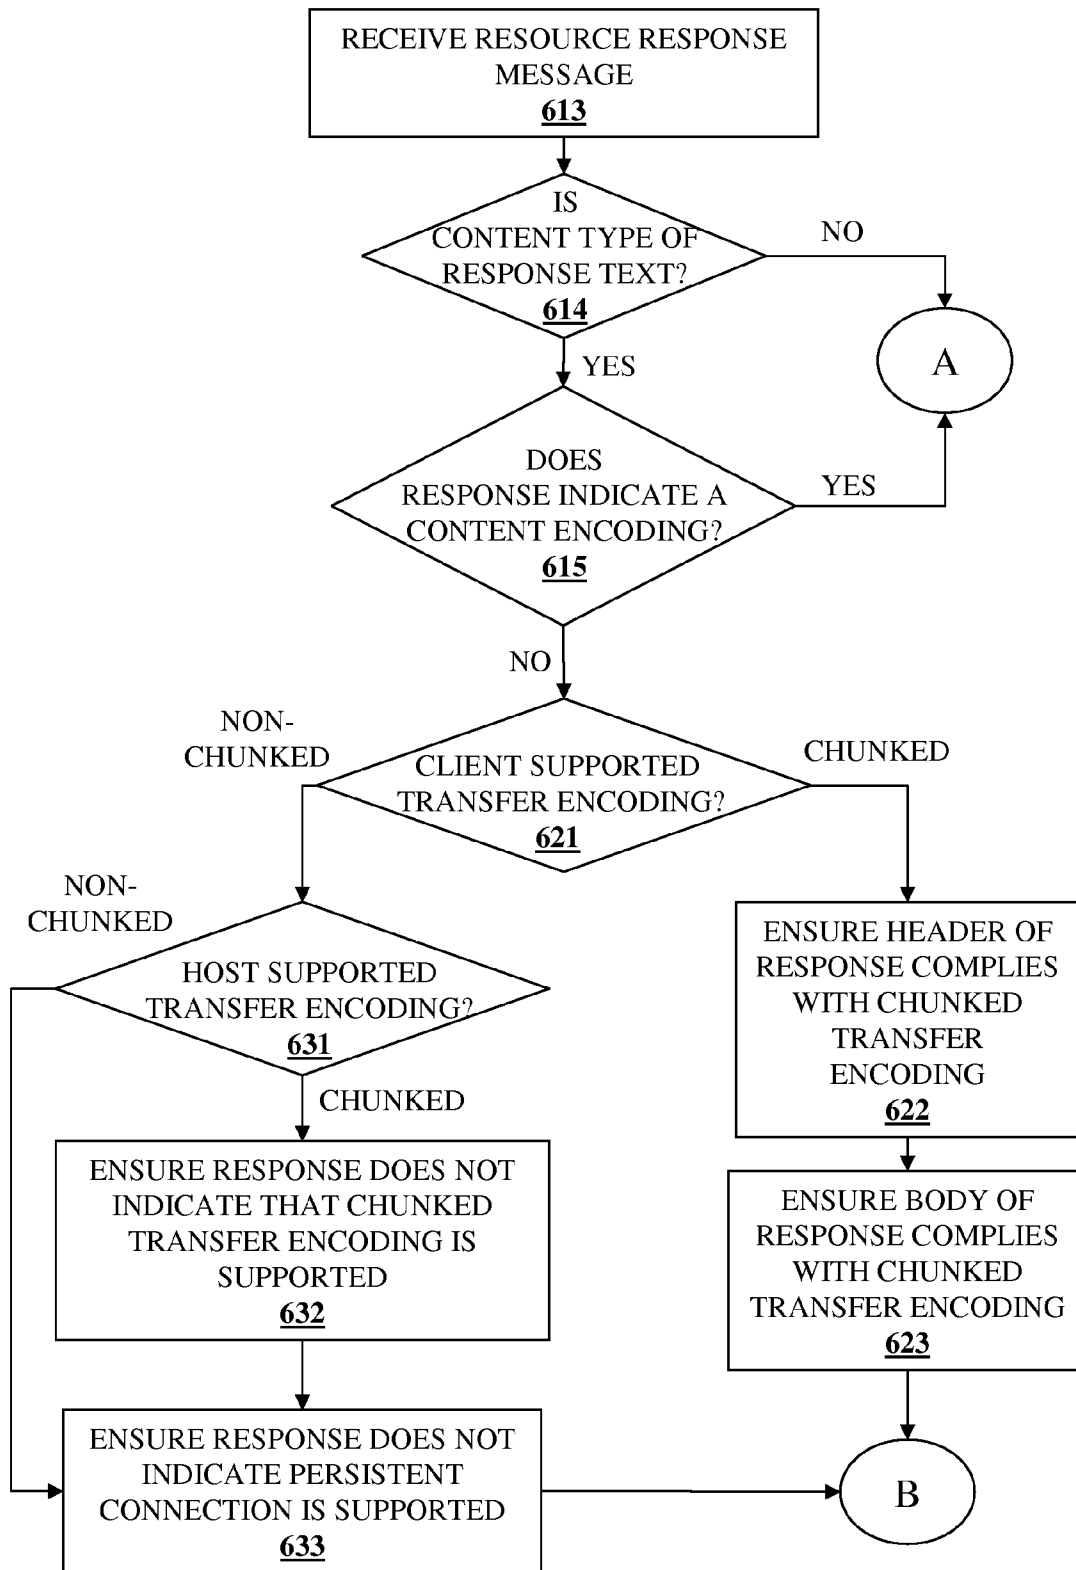 RECEIVE RESOURCE RESPONSE
MESSAGE
613
IS
CONTENT TYPE OF
RESPONSE TEXT?
614
NO
A
YES
DOES
RESPONSE INDICATE A
CONTENT ENCODING?
615
YES
NO
NON-
CHUNKED
CLIENT SUPPORTED
TRANSFER ENCODING?
621
CHUNKED
NON-
CHUNKED
HOST SUPPORTED
TRANSFER ENCODING?
631
CHUNKED
ENSURE HEADER OF
RESPONSE COMPLIES
WITH CHUNKED
TRANSFER
ENCODING
622
ENSURE RESPONSE DOES NOT
INDICATE THAT CHUNKED
TRANSFER ENCODING IS
SUPPORTED
632
ENSURE BODY OF
RESPONSE COMPLIES
WITH CHUNKED
TRANSFER ENCODING
623
ENSURE RESPONSE DOES NOT
INDICATE PERSISTENT
CONNECTION IS SUPPORTED
633
B